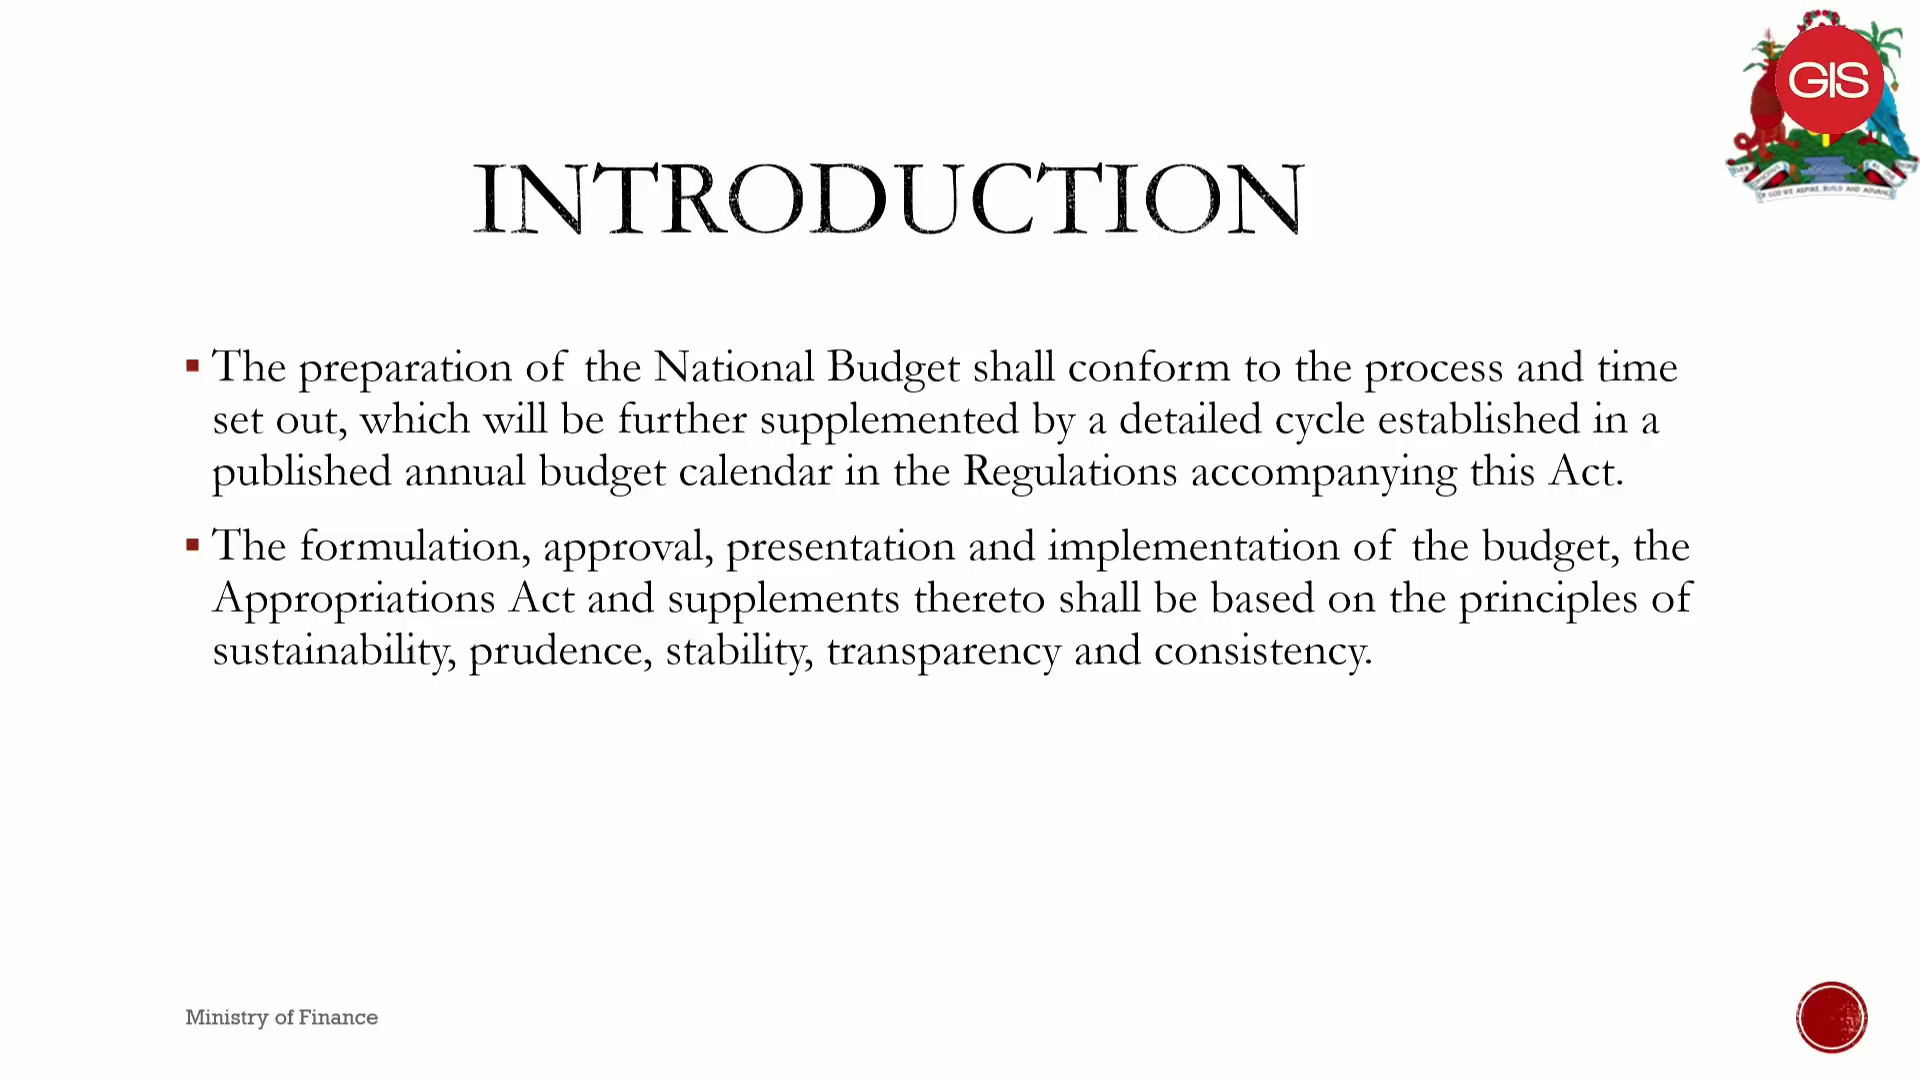 GIS
INTRODUCTION
▪ The preparation of the National Budget shall conform to the process and time
set out, which will be further supplemented by a detailed cycle established in a
published annual budget calendar in the Regulations accompanying this Act.
▪ The formulation, approval, presentation and implementation of the budget, the
Appropriations Act and supplements thereto shall be based on the principles of
sustainability, prudence, stability, transparency and consistency.
Ministry of Finance